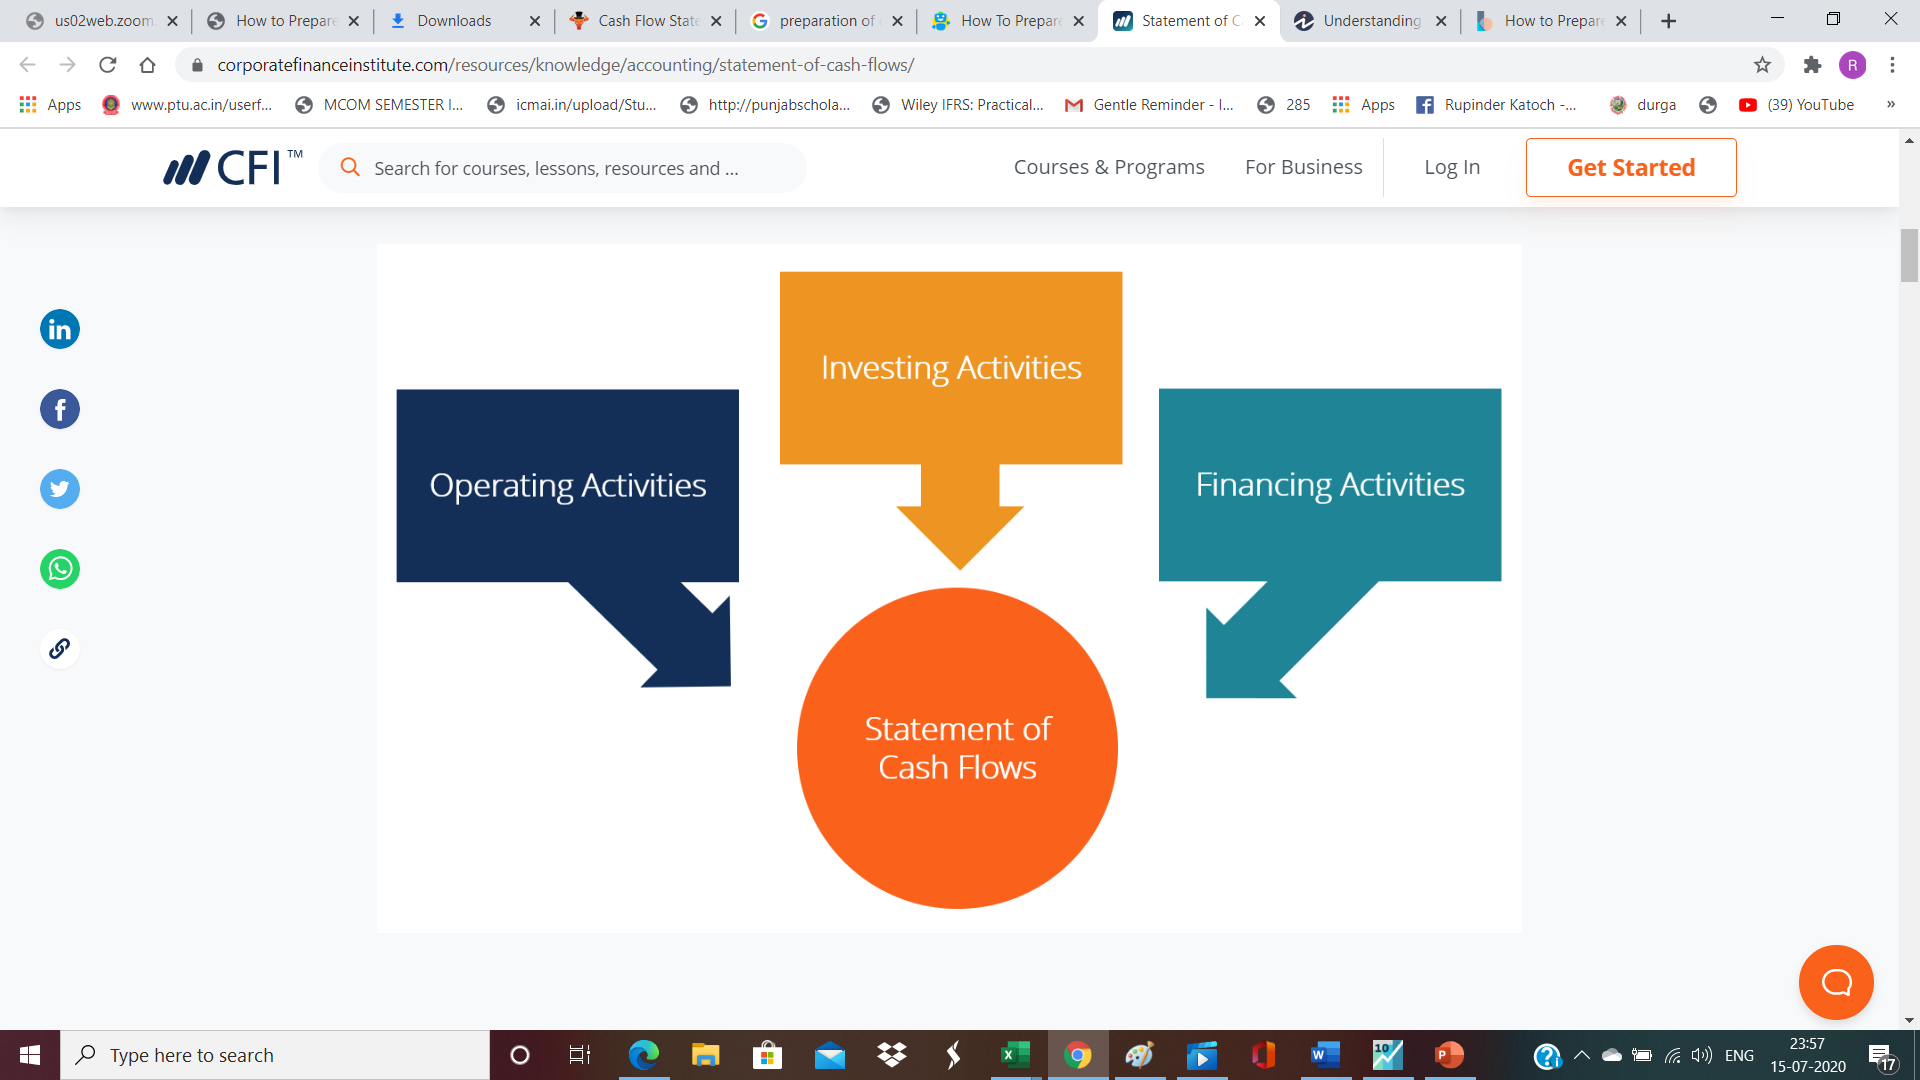 us02web.zoom
How to Prepare
Downloads
Cash Flow State
preparation of
How To Prepare
Statement of C
Understanding
How to Prepare
corporatefinanceinstitute.com/resources/knowledge/accounting/statement-of-cash-flows/
R
Apps
www.ptu.ac.in/userf...
MCOM SEMESTER I...
icmai.in/upload/Stu...
http://punjabschola...
Wiley IFRS: Practical...
Gentle Reminder - I...
285
Apps
Rupinder Katoch -...
durga
(39) YouTube
»
CFI™
Search for courses, lessons, resources and ...
Courses & Programs
For Business
Log In
Get Started
Investing Activities
Operating Activities
Financing Activities
Statement of
Cash Flows
Type here to search
10
ENG
23:57
15-07-2020
17